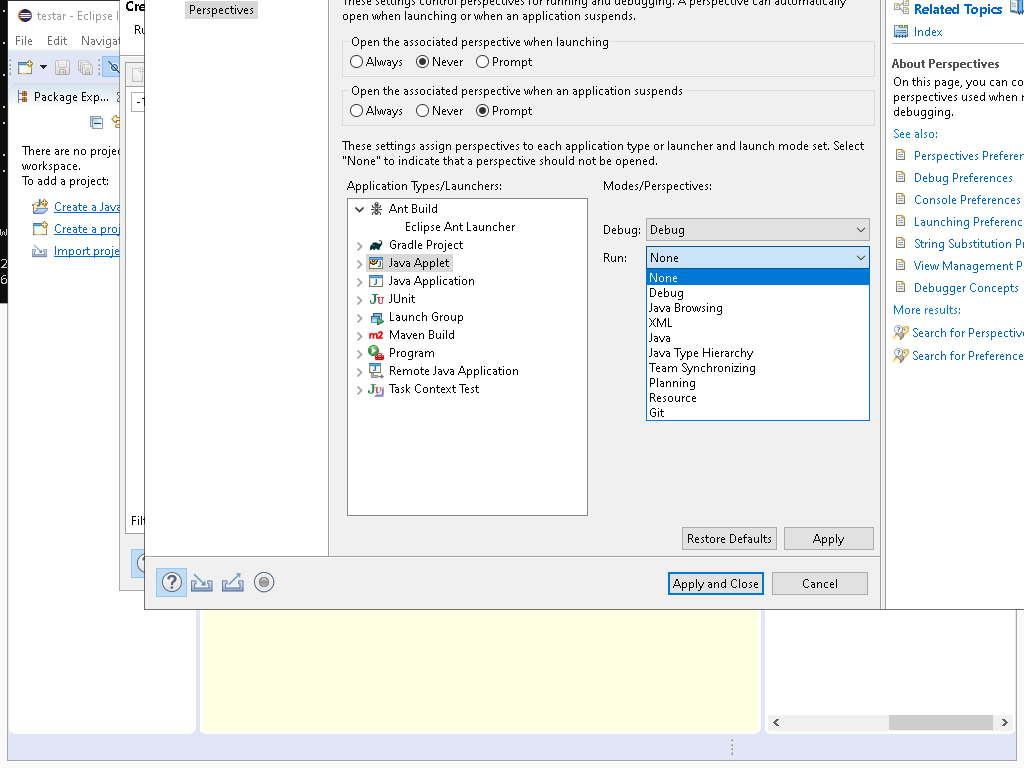 testar - Eclipse I
File Edit Naviga
Package Exp...
There are no proje
workspace.
To add a project:
Create a Java
Create a proj
Import proje
Cre
Ru
Filt
Perspectives
These settings control perspectives for running and debugging. A perspective can automatically
open when launching or when an application suspends.
Open the associated perspective when launching
Always Never Prompt
Open the associated perspective when an application suspends
Always Never Prompt
These settings assign perspectives to each application type or launcher and launch mode set. Select
"None" to indicate that a perspective should not be opened.
Application Types/Launchers:
Ant Build
Eclipse Ant Launcher
Gradle Project
Java Applet
Java Application
JUnit
Launch Group
Maven Build
Program
Remote Java Application
Task Context Test
Modes/Perspectives:
Debug: Debug
Run: None
None
Debug
Java Browsing
XML
Java
Java Type Hierarchy
Team Synchronizing
Planning
Resource
Git
Restore Defaults Apply
Apply and Close Cancel
Related Topics
Index
About Perspectives
On this page, you can co
perspectives used when r
debugging.
See also:
Perspectives Preferen
Debug Preferences
Console Preferences
Launching Preferenc
String Substitution Pr
View Management P
Debugger Concepts
More results:
Search for Perspective
Search for Preference